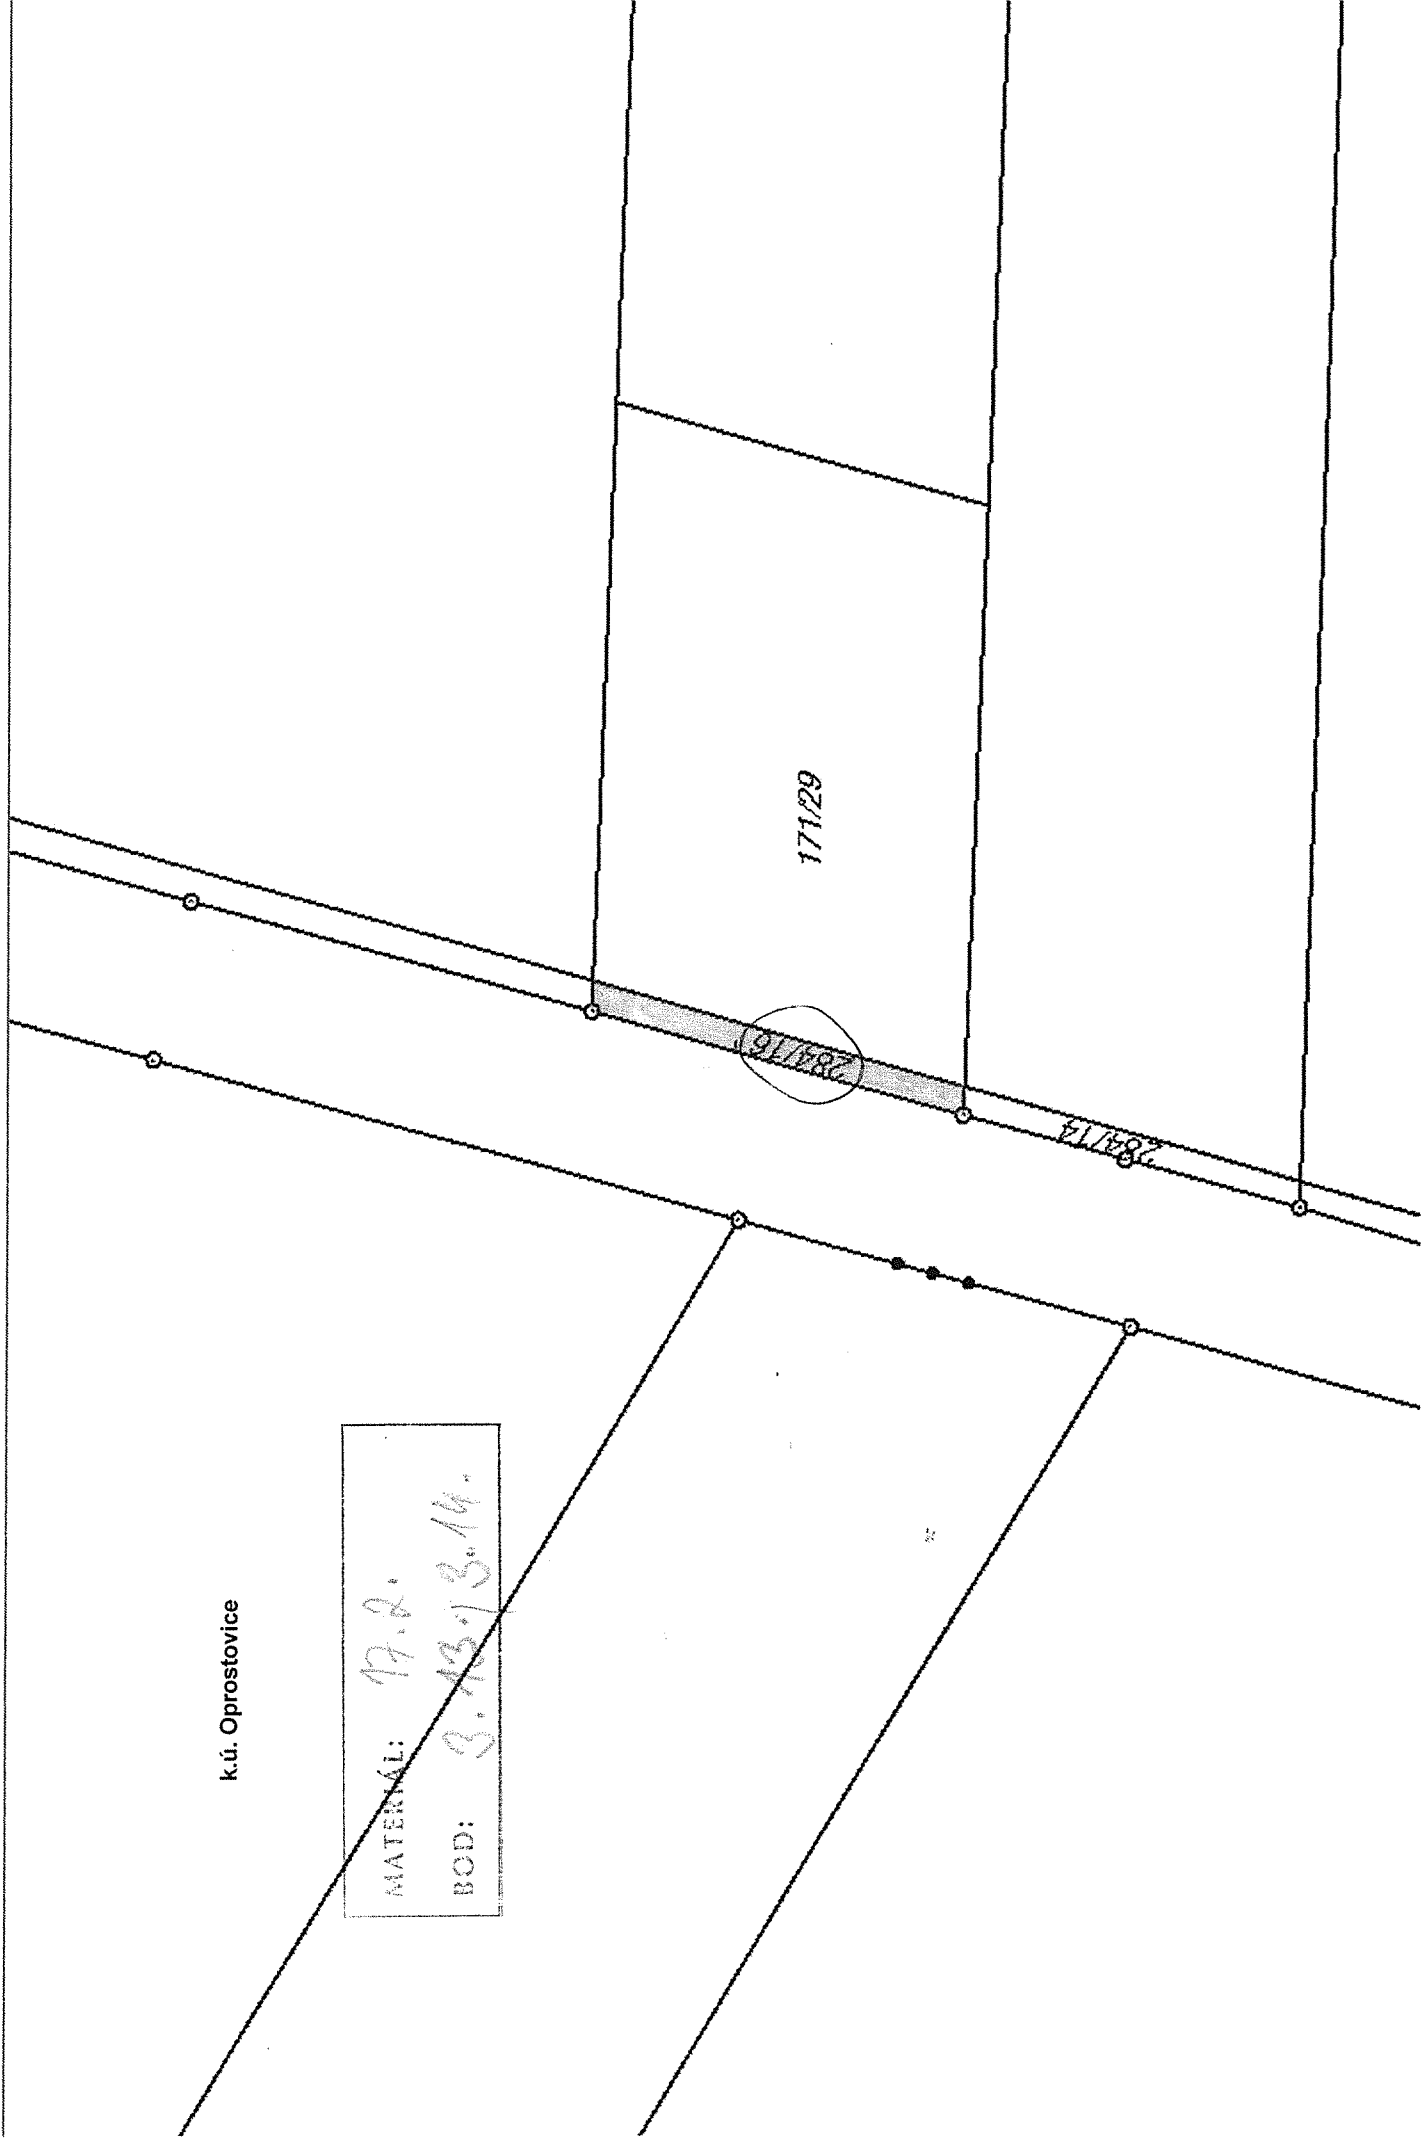 k.ú. Oprostovice
MATERIÁL: 17.2.
BOD: 3.13., 3.14.
171/29
284/16
284/14